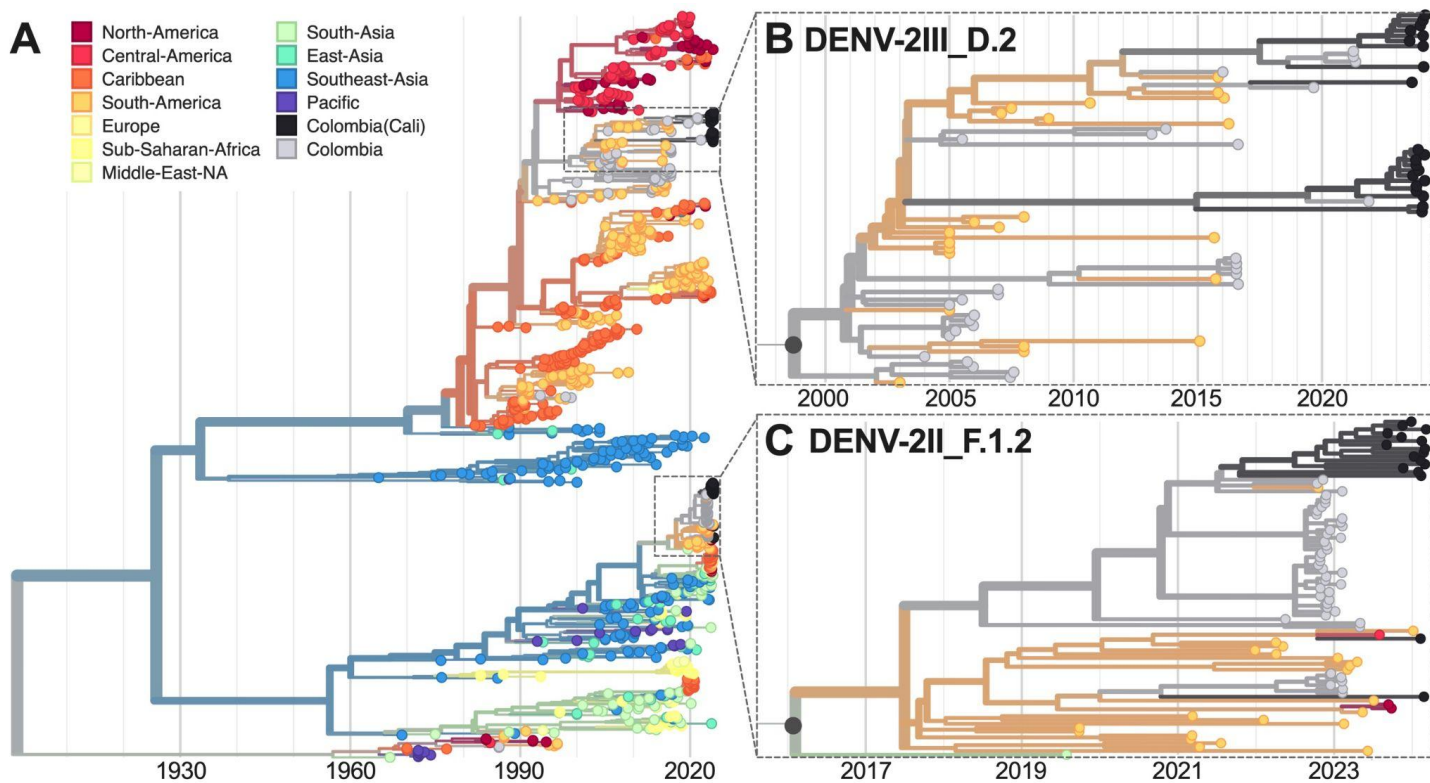 A
North-America
Central-America
Caribbean
South-America
Europe
Sub-Saharan-Africa
Middle-East-NA
South-Asia
East-Asia
Southeast-Asia
Pacific
Colombia(Cali)
Colombia
1930 1960 1990 2020
B DENV-2III_D.2
2000 2005 2010 2015 2020
C DENV-2II_F.1.2
2017 2019 2021 2023